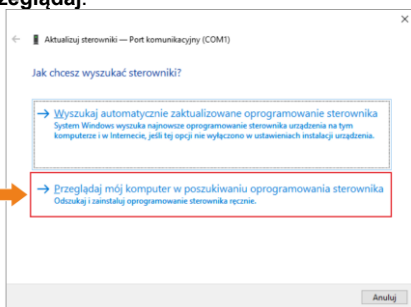 zeglądaj.
Aktualizuj sterowniki — Port komunikacyjny (COM1)
Jak chcesz wyszukać sterowniki?
Wyszukaj automatycznie zaktualizowane oprogramowanie sterownika
System Windows wyszuka najnowsze oprogramowanie sterownika urządzenia na tym
komputerze i w Internecie, jeśli tej opcji nie wyłączono w ustawieniach instalacji urządzenia.
Przeglądaj mój komputer w poszukiwaniu oprogramowania sterownika
Odszukaj i zainstaluj oprogramowanie sterownika ręcznie.
Anuluj